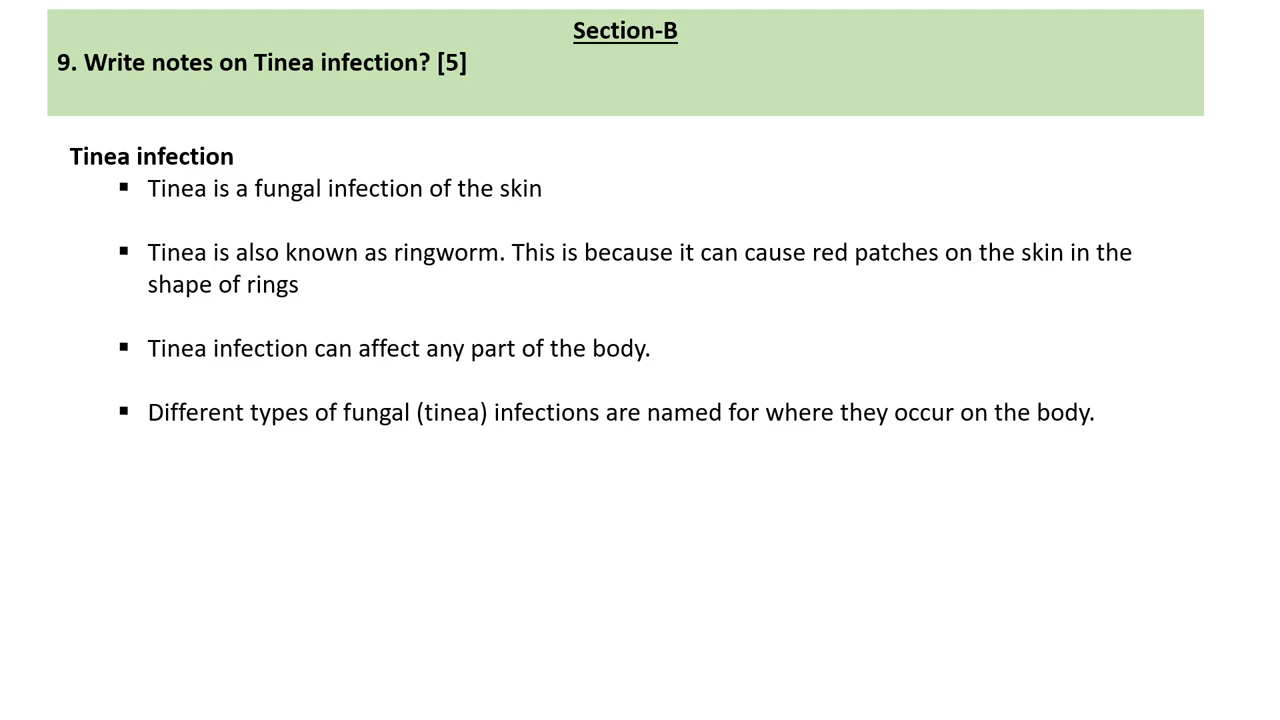 Section-B
9. Write notes on Tinea infection? [5]
Tinea infection
▪ Tinea is a fungal infection of the skin
▪ Tinea is also known as ringworm. This is because it can cause red patches on the skin in the
shape of rings
▪ Tinea infection can affect any part of the body.
▪ Different types of fungal (tinea) infections are named for where they occur on the body.